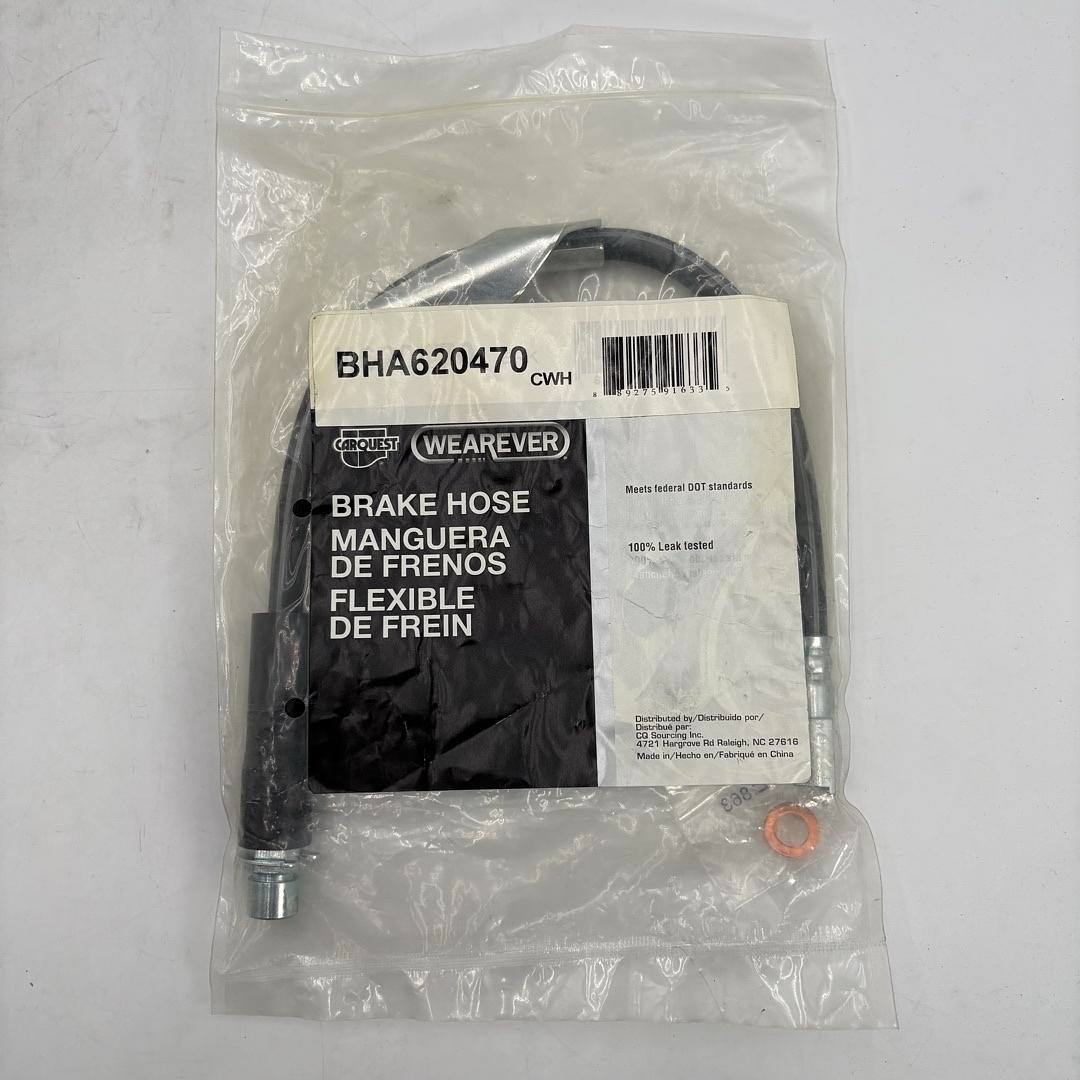 BHA620470 CWH
8 89275 91633 5
CARQUEST WEAREVER
BRAKE HOSE
MANGUERA
DE FRENOS
FLEXIBLE
DE FREIN
Meets federal DOT standards
100% Leak tested
Distributed by/Distribuido por/
Distribué par:
CQ Sourcing Inc.
4721 Hargrove Rd Raleigh, NC 27616
Made in/Hecho en/Fabriqué en China